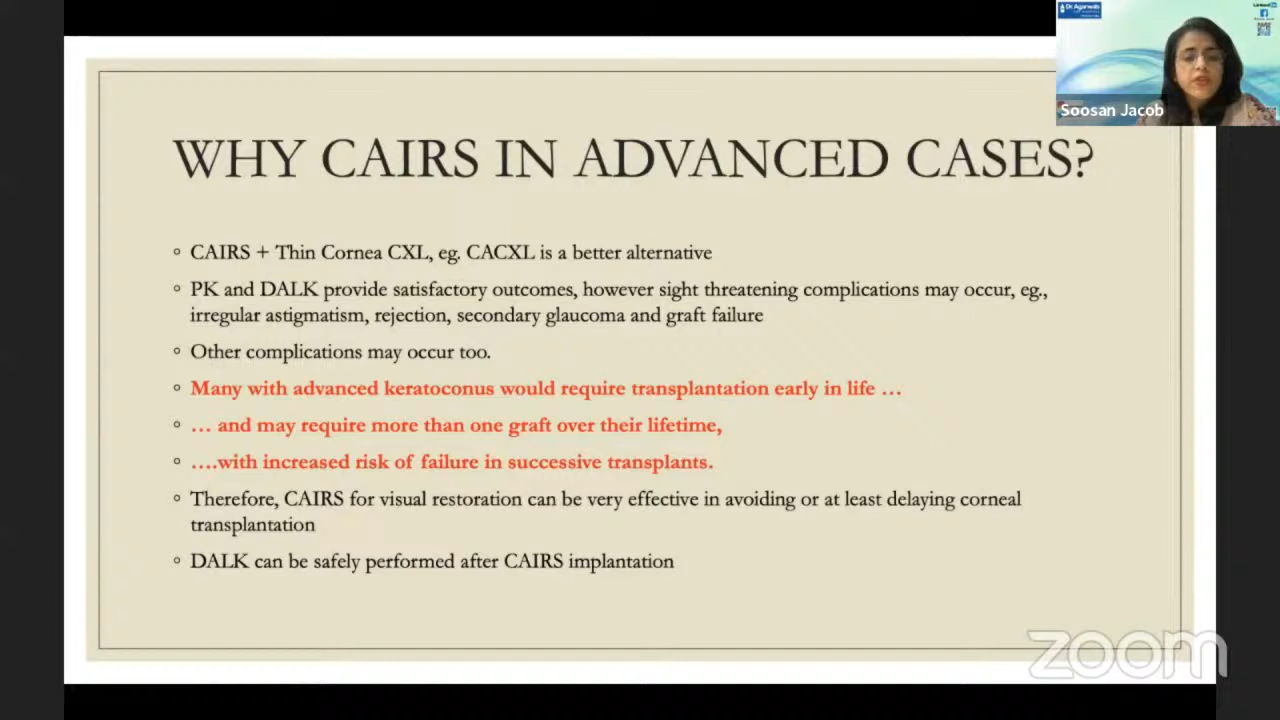 Dr Agarwals
LinkedIn
Soosan Jacob
WHY CAIRS IN ADVANCED CASES?
◦ CAIRS + Thin Cornea CXL, eg. CACXL is a better alternative
◦ PK and DALK provide satisfactory outcomes, however sight threatening complications may occur, eg.,
irregular astigmatism, rejection, secondary glaucoma and graft failure
◦ Other complications may occur too.
◦ Many with advanced keratoconus would require transplantation early in life …
◦ … and may require more than one graft over their lifetime,
◦ ….with increased risk of failure in successive transplants.
◦ Therefore, CAIRS for visual restoration can be very effective in avoiding or at least delaying corneal
transplantation
◦ DALK can be safely performed after CAIRS implantation
zoom